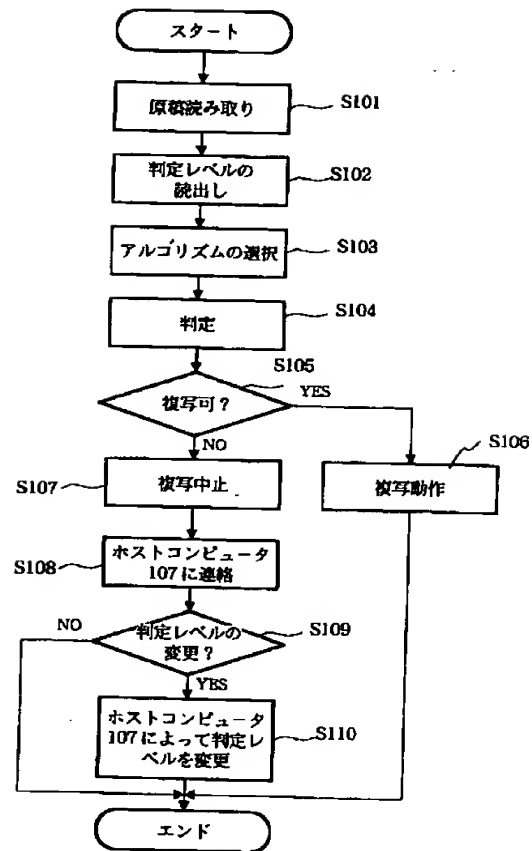 スタート
原稿読み取り
S101
判定レベルの
読出し
S102
アルゴリズムの選択
S103
判定
S104
S105
複写可？
YES
NO
S106
複写動作
S107
複写中止
S108
ホストコンピュータ
107に連絡
NO
判定レベルの
変更？
S109
YES
ホストコンピュータ
107によって判定レ
ベルを変更
S110
エンド